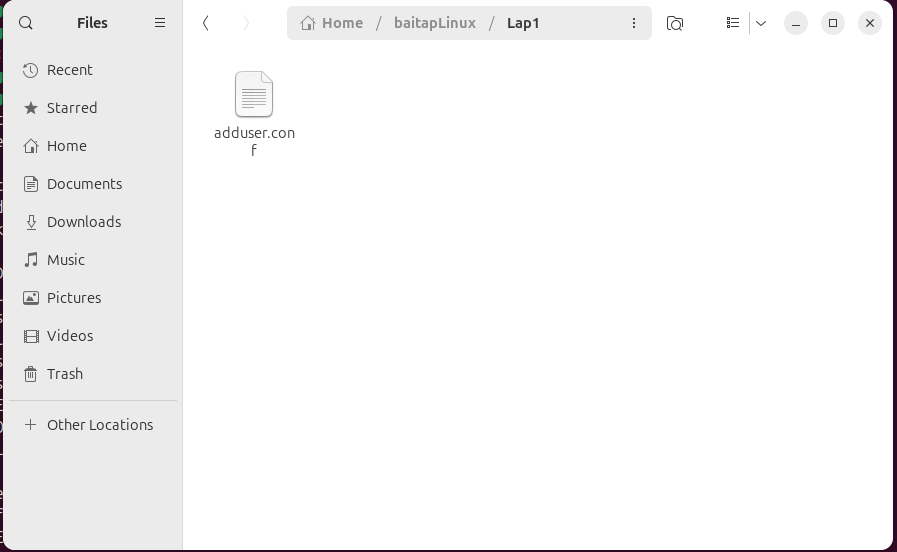 Files
Home / baitapLinux / Lap1
Recent
Starred
Home
Documents
Downloads
Music
Pictures
Videos
Trash
+ Other Locations
adduser.con
f